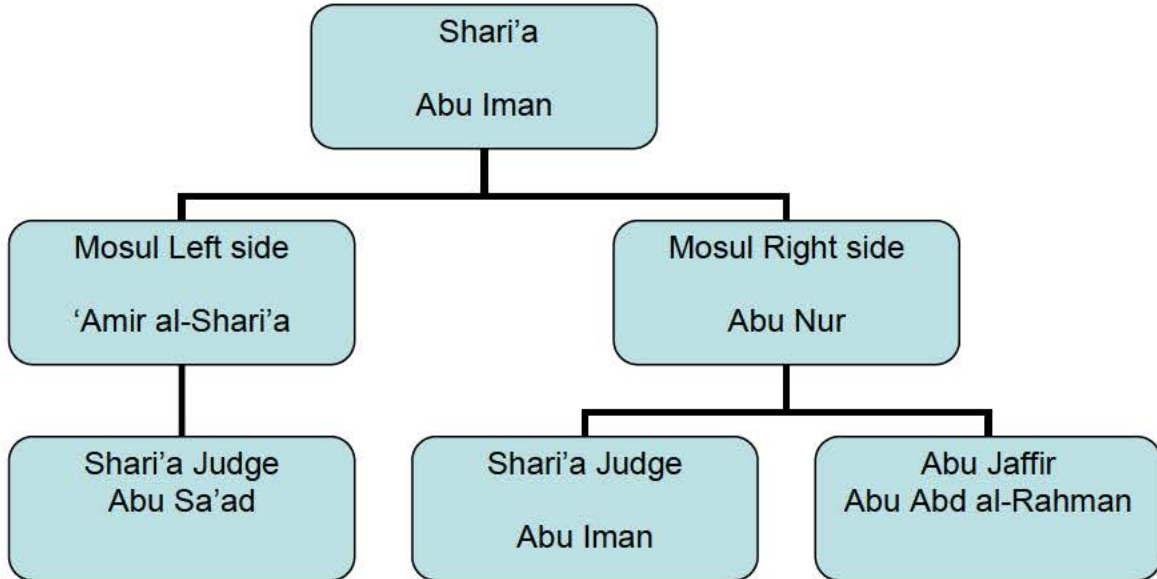 Shari’a
Abu Iman
Mosul Left side
‘Amir al-Shari’a
Mosul Right side
Abu Nur
Shari’a Judge
Abu Sa’ad
Shari’a Judge
Abu Iman
Abu Jaffir
Abu Abd al-Rahman